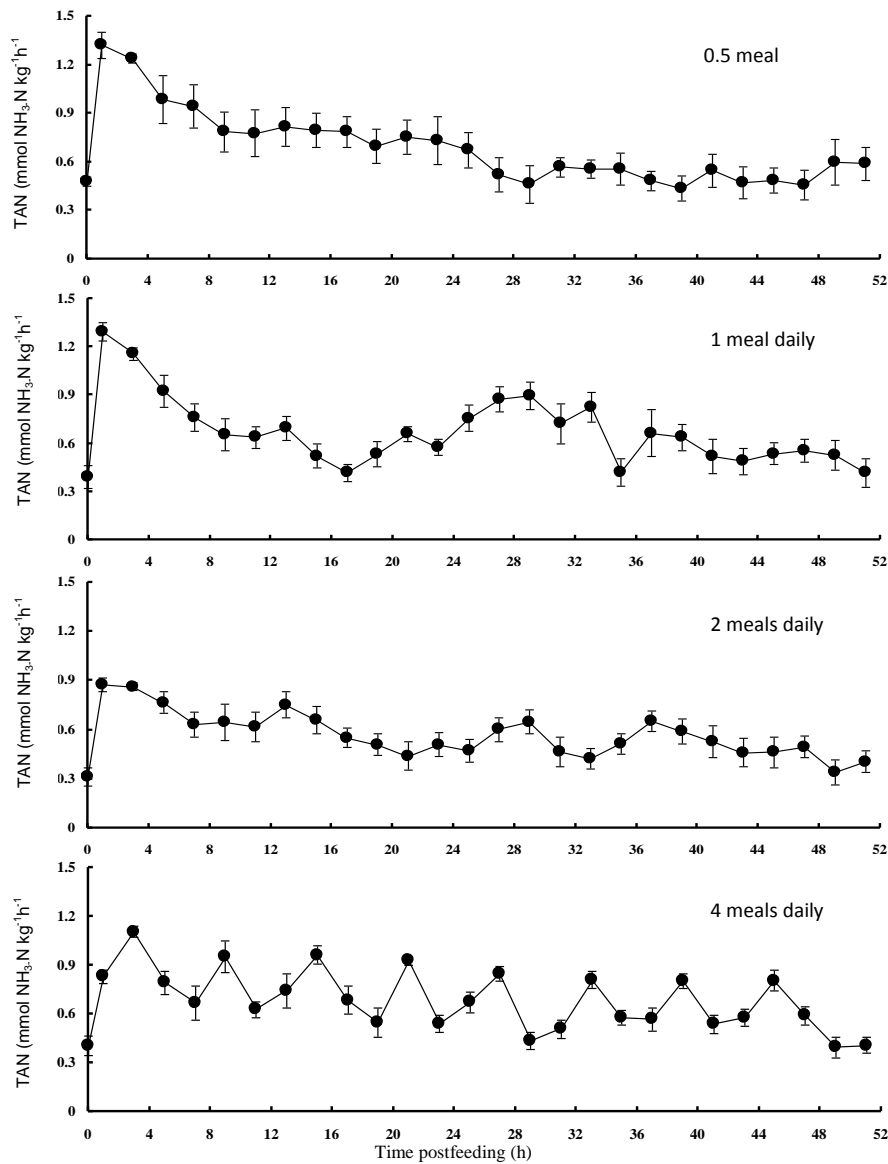 1.5
0.5 meal
1.2
0.9
0.6
0.3
0
TAN (mmol NH3.N kg-1h-1)
0 4 8 12 16 20 24 28 32 36 40 44 48 52
1.5
1 meal daily
1.2
0.9
0.6
0.3
0
TAN (mmol NH3.N kg-1h-1)
0 4 8 12 16 20 24 28 32 36 40 44 48 52
1.5
2 meals daily
1.2
0.9
0.6
0.3
0
TAN (mmol NH3.N kg-1h-1)
0 4 8 12 16 20 24 28 32 36 40 44 48 52
1.5
4 meals daily
1.2
0.9
0.6
0.3
0
TAN (mmol NH3.N kg-1h-1)
0 4 8 12 16 20 24 28 32 36 40 44 48 52
Time postfeeding (h)